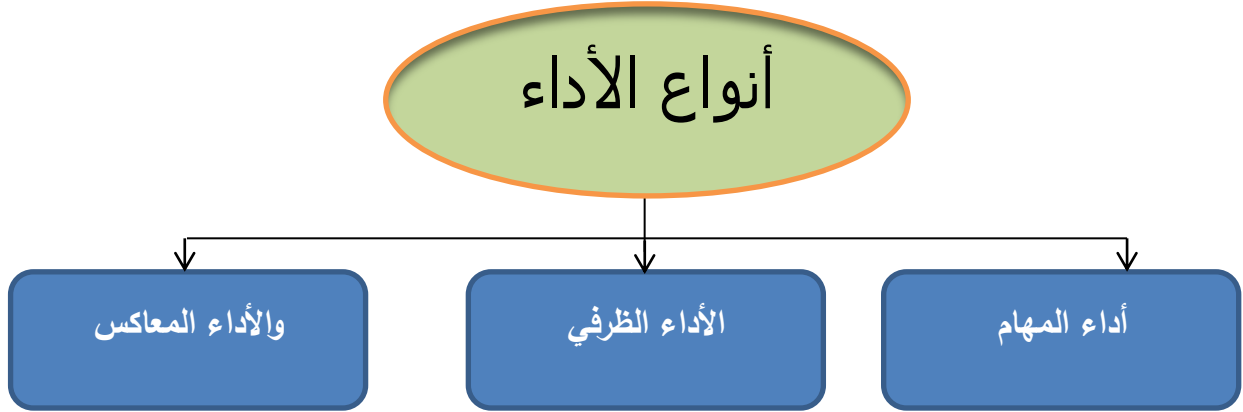 أنواع الأداء
أداء المهام
الأداء الظرفي
والأداء المعاكس